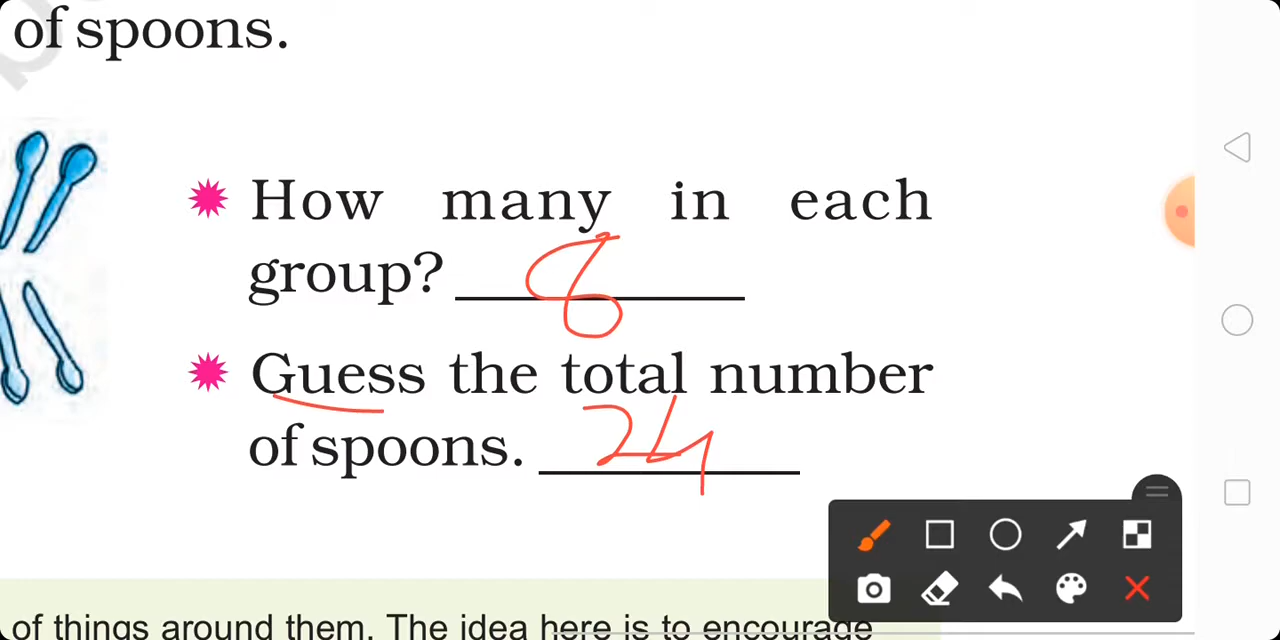 of spoons.
How many in each
group? 8
Guess the total number
of spoons. 24
of things around them. The idea here is to encourage